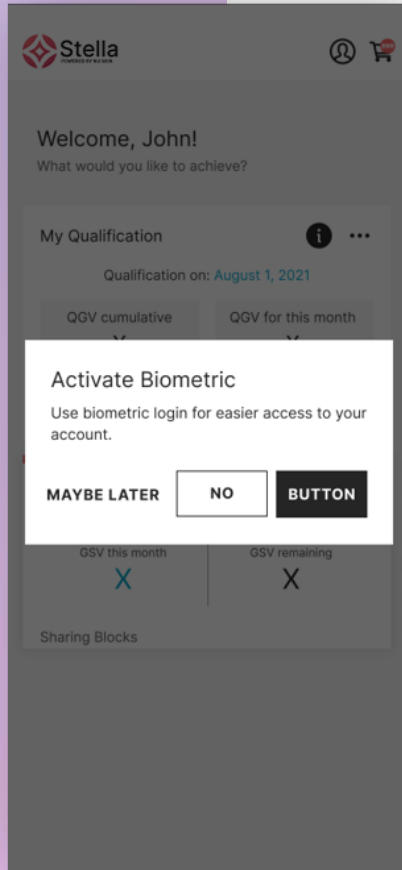 Stella
POWERED BY NU SKIN
Welcome, John!
What would you like to achieve?
My Qualification
Qualification on: August 1, 2021
QGV cumulative QGV for this month
Activate Biometric
Use biometric login for easier access to your
account.
MAYBE LATER NO BUTTON
GSV this month GSV remaining
X X
Sharing Blocks